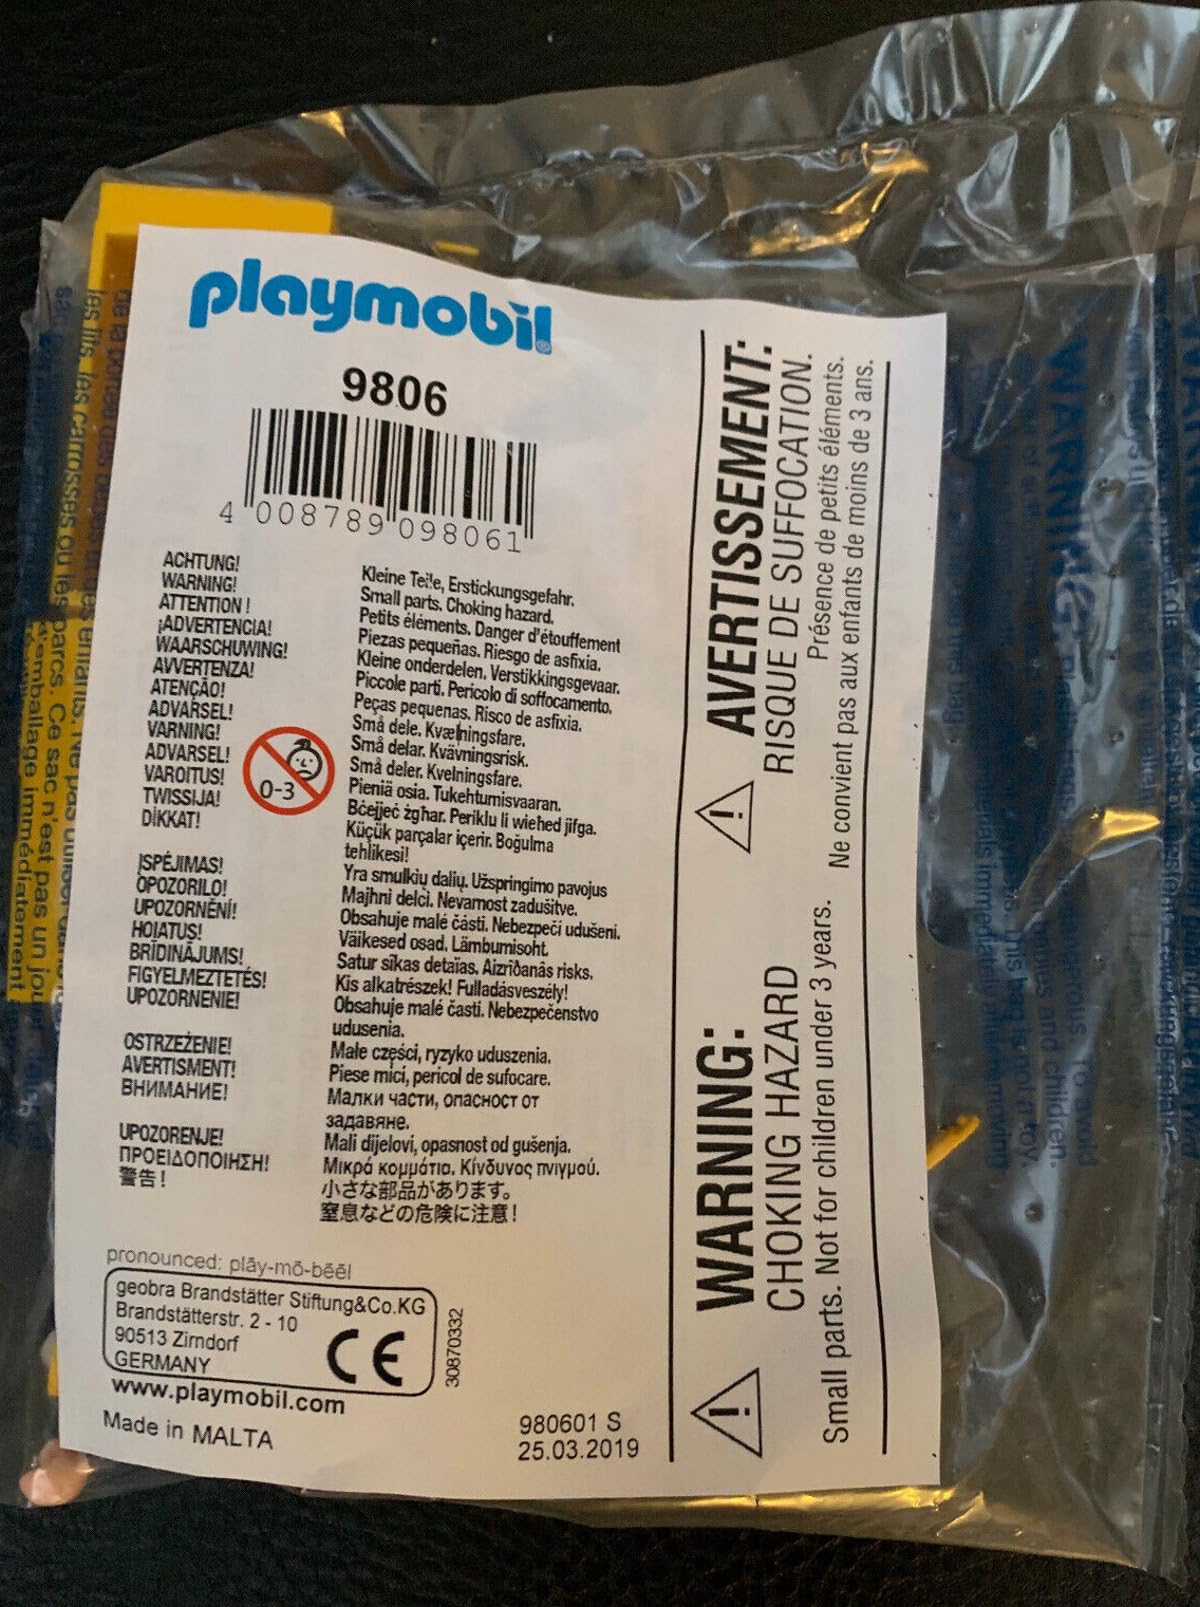 playmobil
9806
4 008789 098061
ACHTUNG! Kleine Teile, Erstickungsgefahr.
WARNING! Small parts. Choking hazard.
ATTENTION ! Petits éléments. Danger d'étouffement
¡ADVERTENCIA! Piezas pequeñas. Riesgo de asfixia.
WAARSCHUWING! Kleine onderdelen. Verstikkingsgevaar.
AVVERTENZA! Piccole parti. Pericolo di soffocamento.
ATENÇÃO! Peças pequenas. Risco de asfixia.
ADVARSEL! Små dele. Kvælningsfare.
VARNING! Små delar. Kvävningsrisk.
ADVARSEL! Små deler. Kvelningsfare.
VAROITUS! Pieniä osia. Tukehtumisvaaran.
TWISSIJA! Bċejjeċ żgħar. Periklu li wiehed jifga.
DİKKAT! Küçük parçalar içerir. Boğulma
tehlikesi!
ĮSPĖJIMAS! Yra smulkių dalių. Užspringimo pavojus
OPOZORILO! Majhni delci. Nevarnost zadušitve.
UPOZORNĚNÍ! Obsahuje malé části. Nebezpečí udušeni.
HOIATUS! Väikesed osad. Lämbumisoht.
BRĪDINĀJUMS! Satur sīkas detaļas. Aizrīšanās risks.
FIGYELMEZTETÉS! Kis alkatrészek! Fulladásveszély!
UPOZORNENIE! Obsahuje malé časti. Nebezpečenstvo
udusenia.
OSTRZEŻENIE! Małe części, ryzyko uduszenia.
AVERTISMENT! Piese mici, pericol de sufocare.
ВНИМАНИЕ! Малки части, опасност от
задавяне.
UPOZORENJE! Mali dijelovi, opasnost od gušenja.
ΠΡΟΕΙΔΟΠΟΙΗΣΗ! Μικρά κομμάτια. Κίνδυνος πνιγμού.
警告! 小さな部品があります。
窒息などの危険に注意!
0-3
pronounced: plāy-mō-bēēl
geobra Brandstätter Stiftung&Co.KG
Brandstätterstr. 2 - 10
90513 Zirndorf
GERMANY
CE
30870332
www.playmobil.com
Made in MALTA
980601 S
25.03.2019
AVERTISSEMENT:
RISQUE DE SUFFOCATION.
Présence de petits éléments.
Ne convient pas aux enfants de moins de 3 ans.
WARNING:
CHOKING HAZARD
Small parts. Not for children under 3 years.
Ce sac n'est pas un
d'emballage immédiatement
WARNING